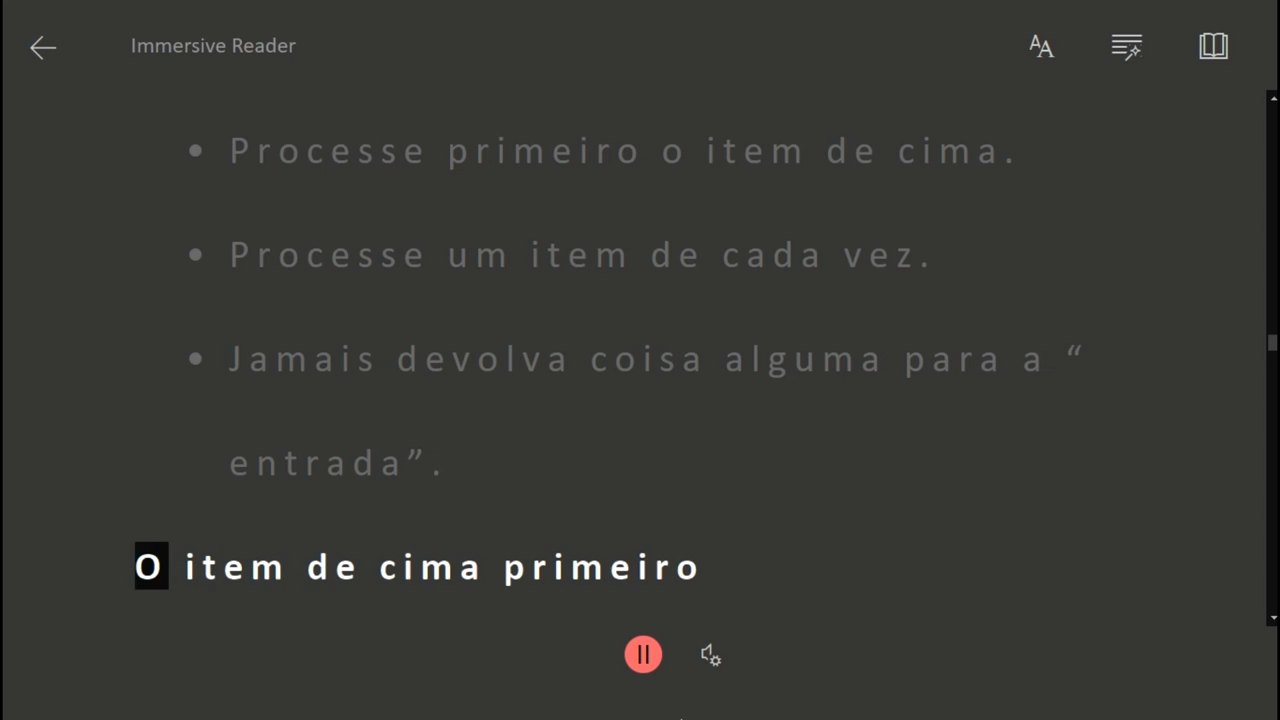 Immersive Reader
• Processe primeiro o item de cima.
• Processe um item de cada vez.
• Jamais devolva coisa alguma para a “
entrada”.
O item de cima primeiro